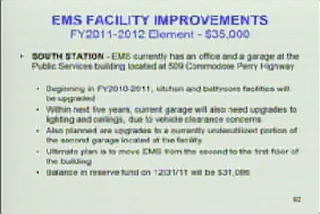 EMS FACILITY IMPROVEMENTS
FY2011-2012 Element - $35,000
• SOUTH STATION - EMS currently has an office and a garage at the
Public Services building located at 509 Commodore Perry Highway
• Beginning in FY2010-2011, kitchen and bathroom facilities will
be upgraded
• Within next five years, current garage will also need upgrades to
lighting and ceilings, due to vehicle clearance concerns
• Also planned are upgrades to a currently underutilized portion of
the second garage located at the facility
• Ultimate plan is to move EMS from the second to the first floor of
the building
• Balance in reserve fund on 12/31/11 will be $31,086
62